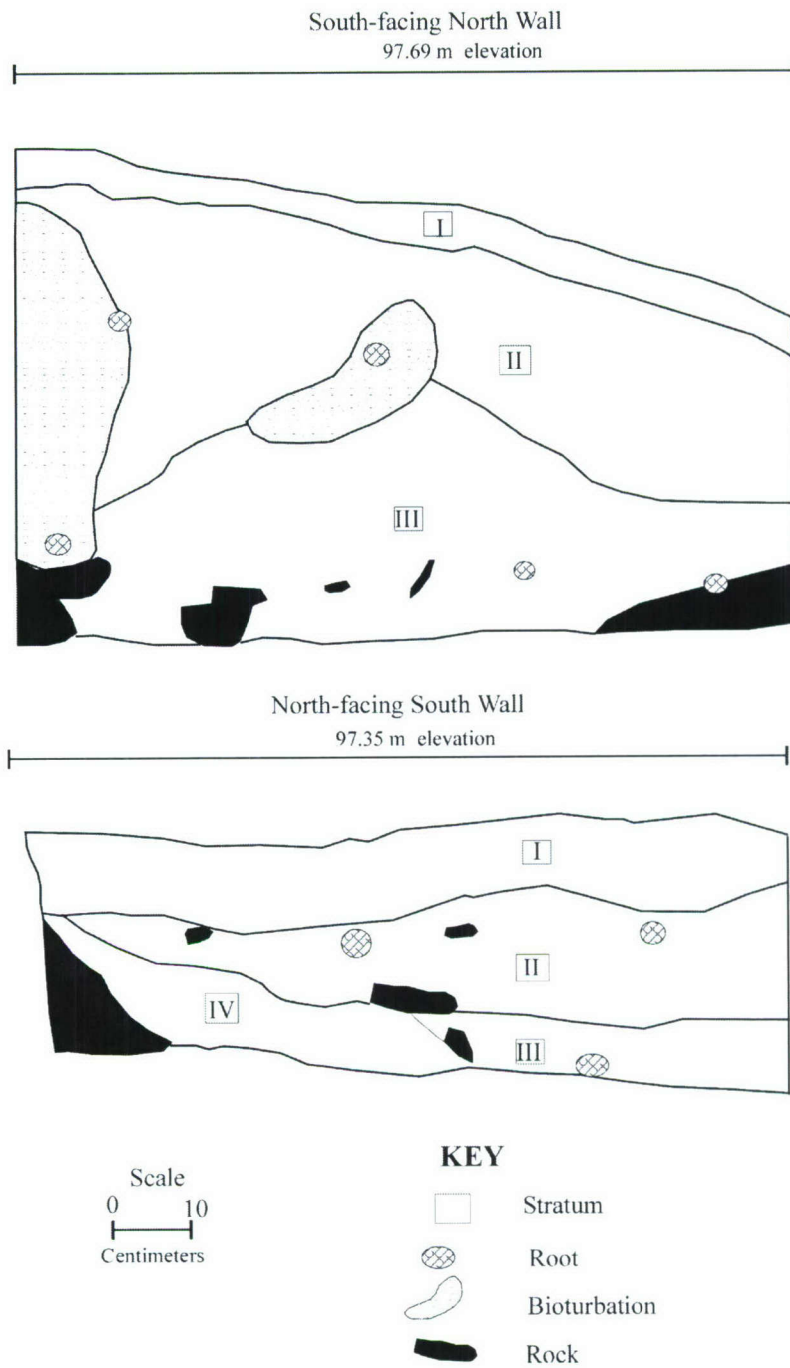 South-facing North Wall
97.69 m elevation
I
II
III
North-facing South Wall
97.35 m elevation
I
II
IV
III
Scale
0 10
Centimeters
KEY
Stratum
Root
Bioturbation
Rock